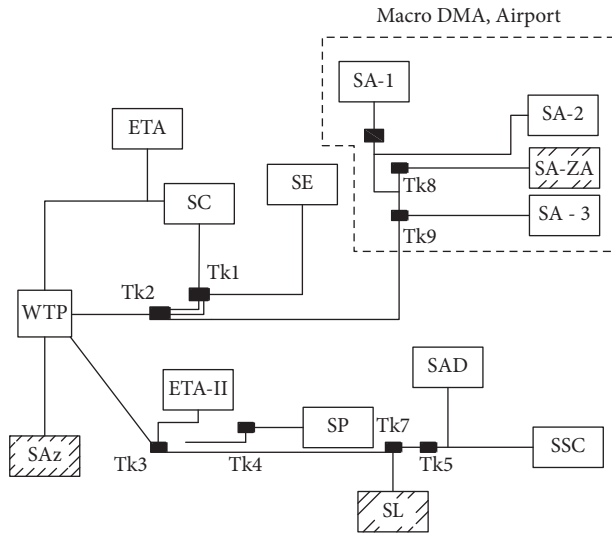 Macro DMA, Airport
SA-1
SA-2
ETA
SA-ZA
SE
SC
Tk8
SA - 3
Tk9
Tk1
Tk2
WTP
SAD
ETA-II
SP
Tk7
SAz
Tk3
Tk4
Tk5
SSC
SL